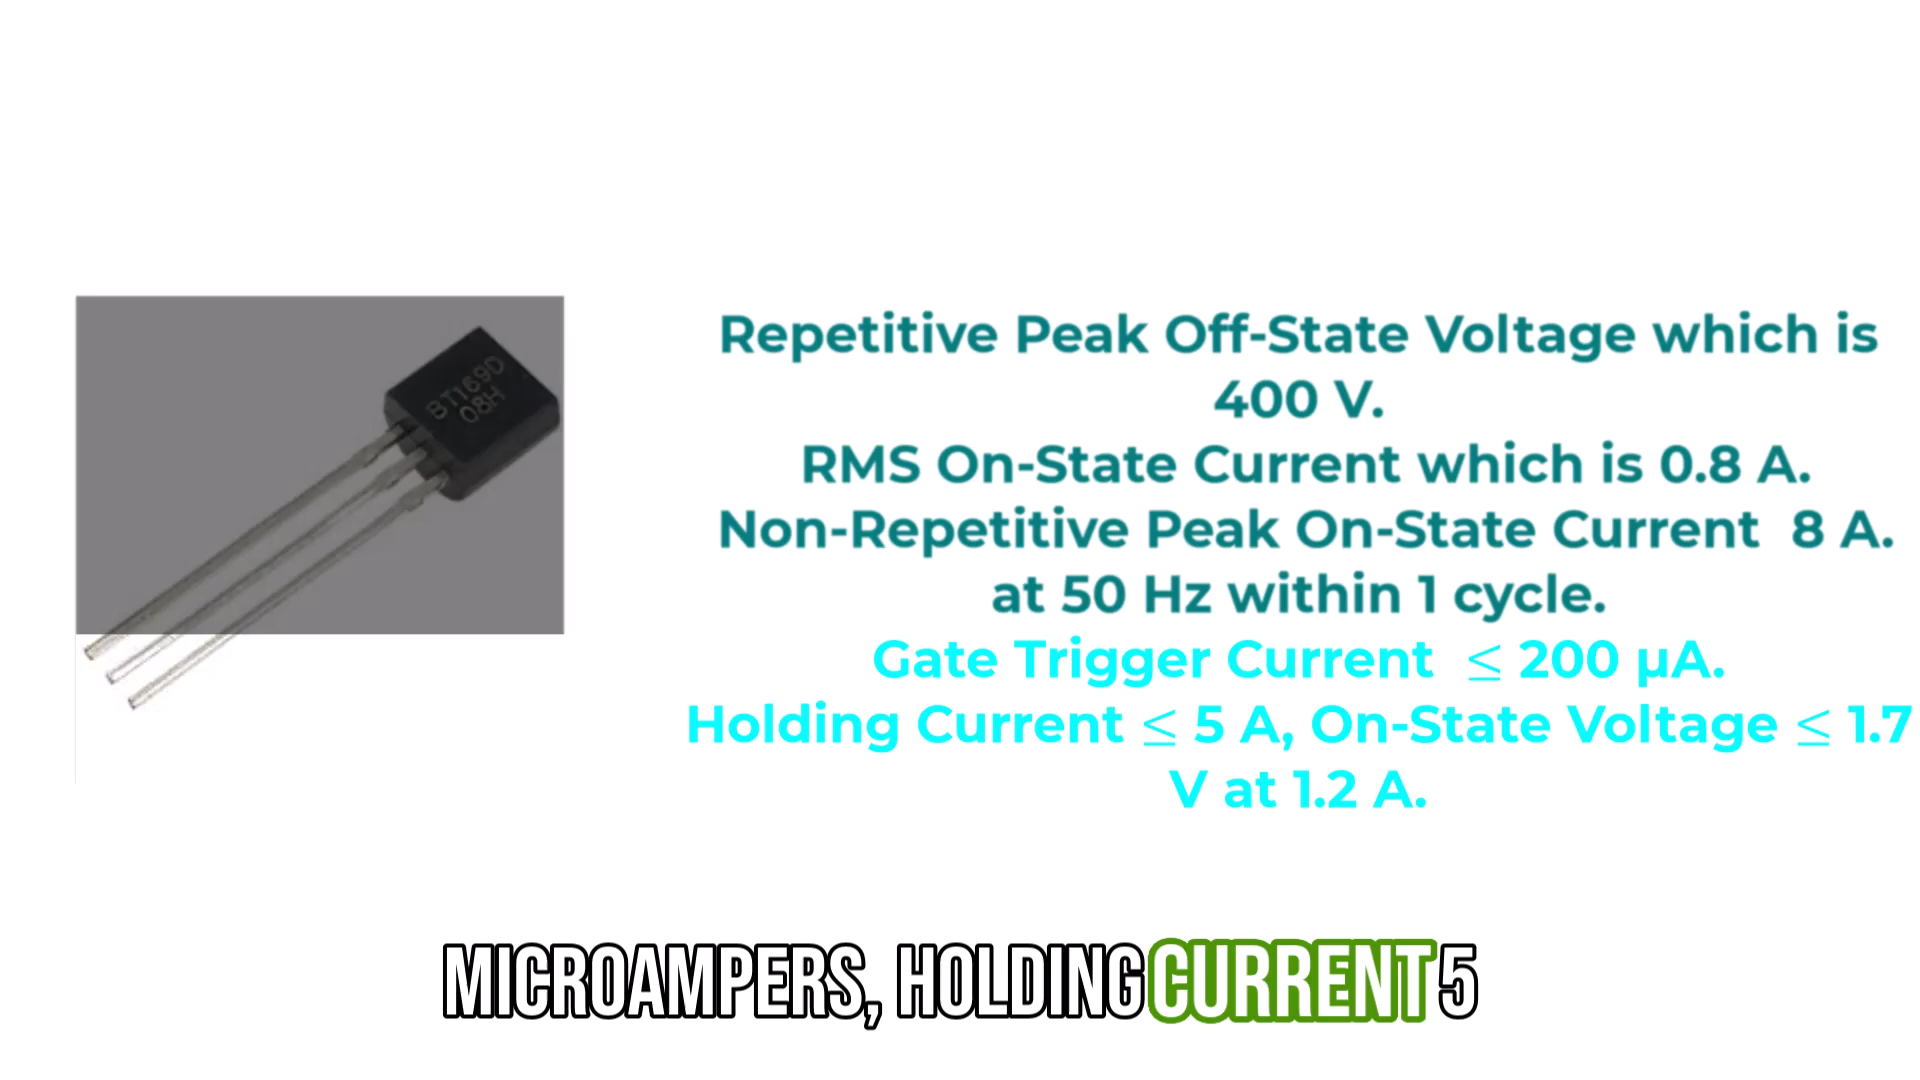 BT169D
08H
Repetitive Peak Off-State Voltage which is
400 V.
RMS On-State Current which is 0.8 A.
Non-Repetitive Peak On-State Current 8 A.
at 50 Hz within 1 cycle.
Gate Trigger Current ≤ 200 µA.
Holding Current ≤ 5 A, On-State Voltage ≤ 1.7
V at 1.2 A.
MICROAMPERS, HOLDING CURRENT 5